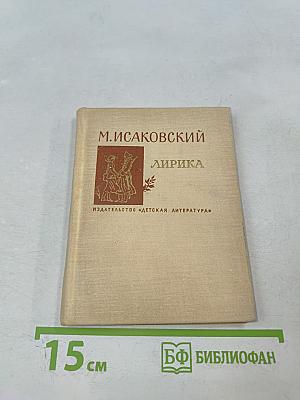 М.ИСАКОВСКИЙ
ЛИРИКА
ИЗДАТЕЛЬСТВО «ДЕТСКАЯ ЛИТЕРАТУРА»
15 см
БФ БИБЛИОФАН